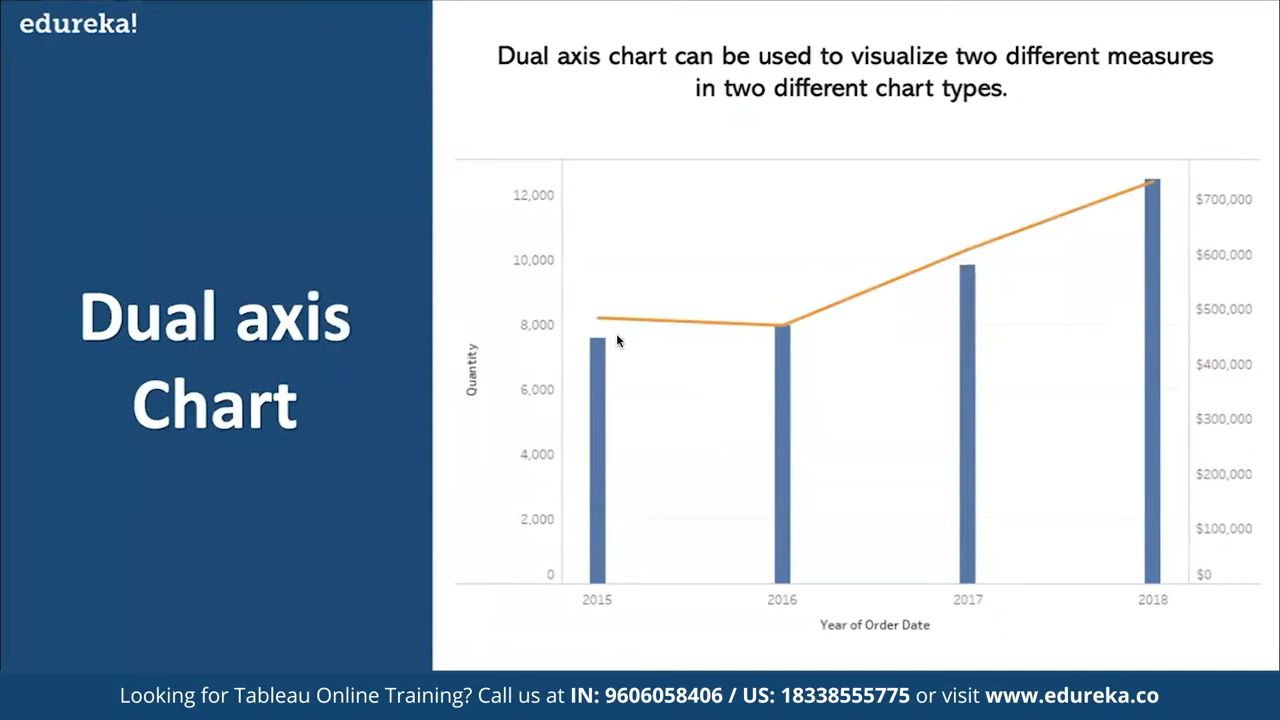 edureka!
Dual axis chart can be used to visualize two different measures
in two different chart types.
Dual axis
Chart
12,000
10,000
8,000
6,000
4,000
2,000
0
Quantity
$700,000
$600,000
$500,000
$400,000
$300,000
$200,000
$100,000
$0
2015 2016 2017 2018
Year of Order Date
Looking for Tableau Online Training? Call us at IN: 9606058406 / US: 18338555775 or visit www.edureka.co